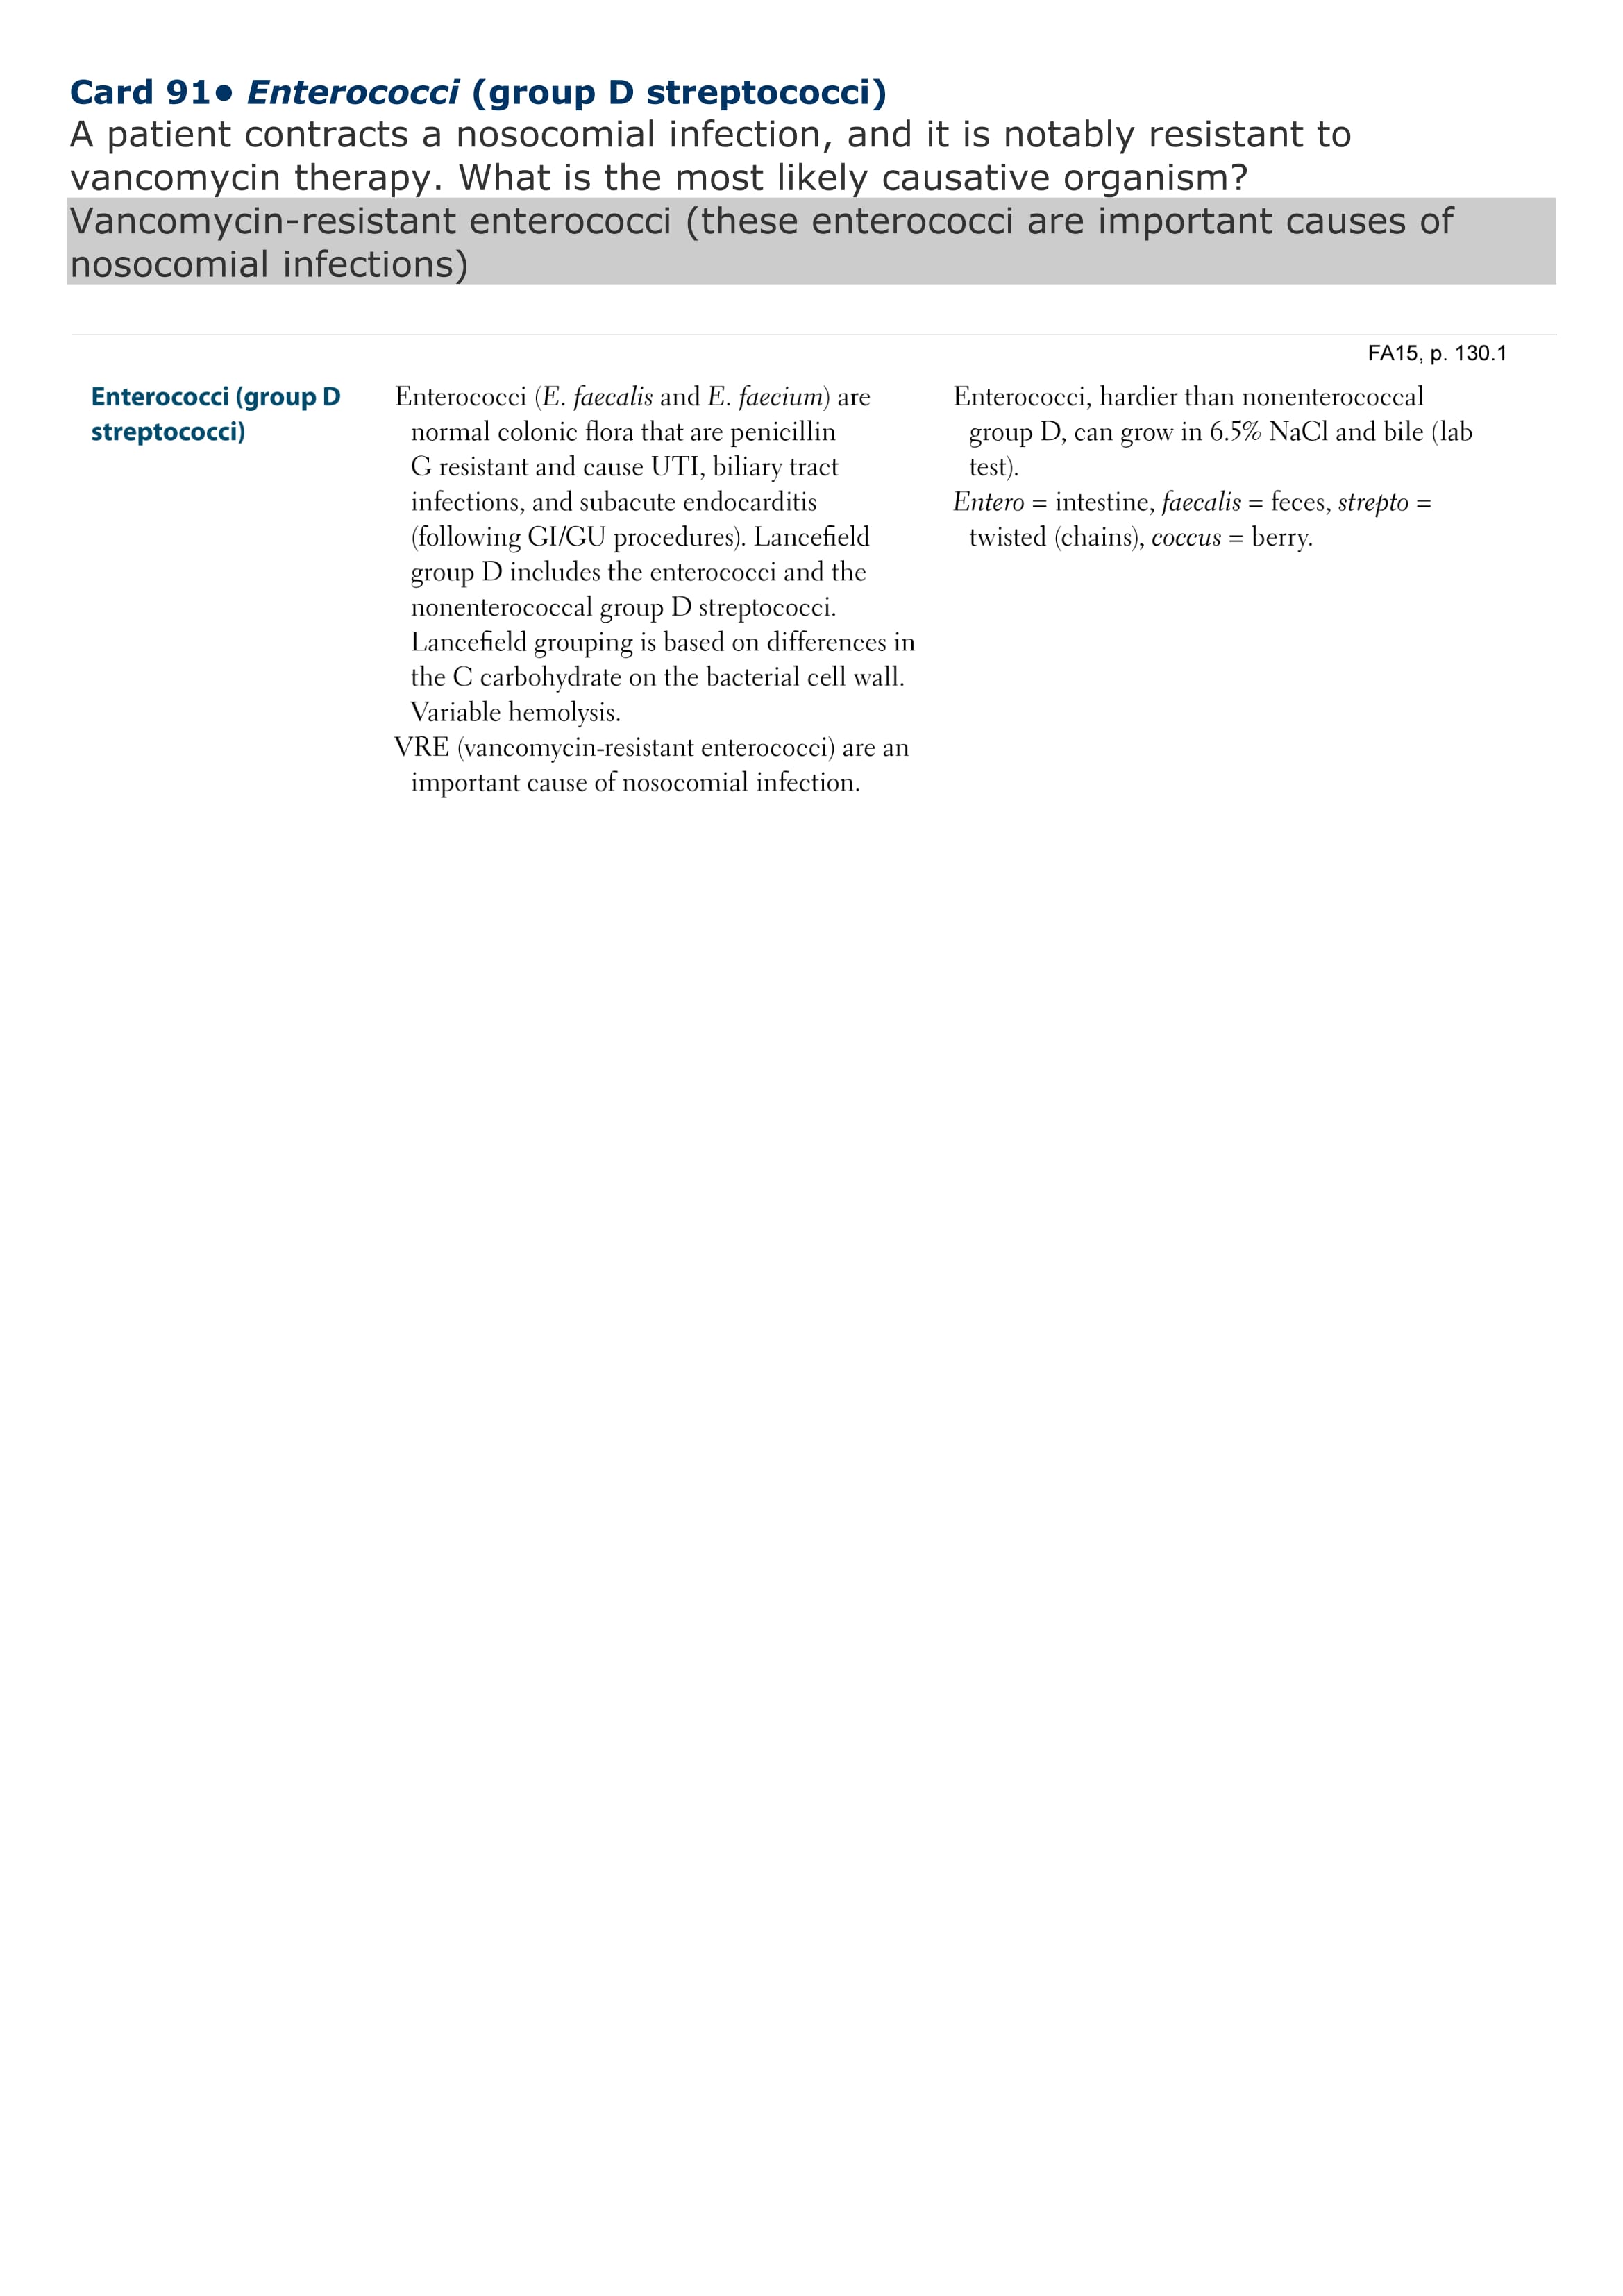 Card 91● Enterococci (group D streptococci)
A patient contracts a nosocomial infection, and it is notably resistant to
vancomycin therapy. What is the most likely causative organism?
Vancomycin-resistant enterococci (these enterococci are important causes of
nosocomial infections)
FA15, p. 130.1
Enterococci (group D
streptococci)
Enterococci (E. faecalis and E. faecium) are
normal colonic flora that are penicillin
G resistant and cause UTI, biliary tract
infections, and subacute endocarditis
(following GI/GU procedures). Lancefield
group D includes the enterococci and the
nonenterococcal group D streptococci.
Lancefield grouping is based on differences in
the C carbohydrate on the bacterial cell wall.
Variable hemolysis.
VRE (vancomycin-resistant enterococci) are an
important cause of nosocomial infection.
Enterococci, hardier than nonenterococcal
group D, can grow in 6.5% NaCl and bile (lab
test).
Entero = intestine, faecalis = feces, strepto =
twisted (chains), coccus = berry.